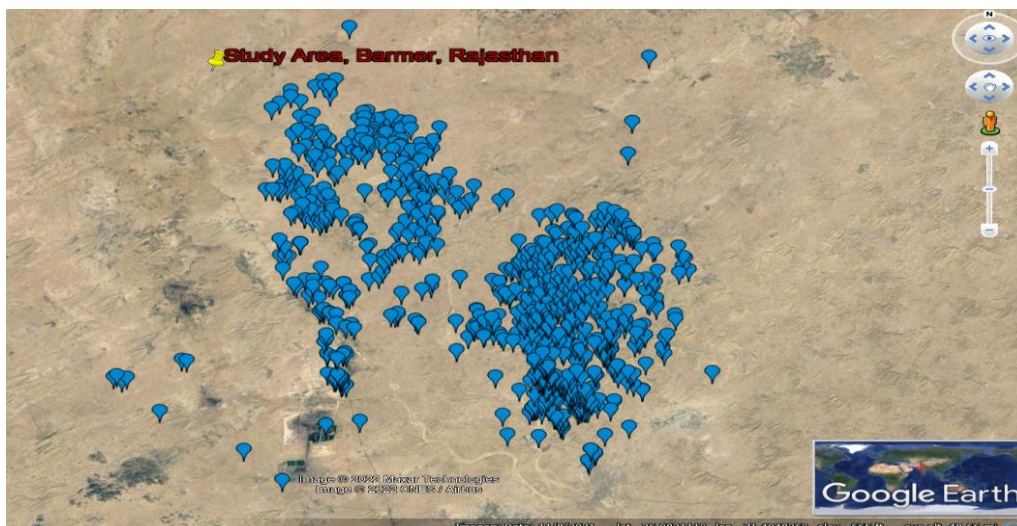 N
Study Area, Barmer, Rajasthan
Image © 2022 Maxar Technologies
Image © 2022 CNES / Airbus
Google Earth